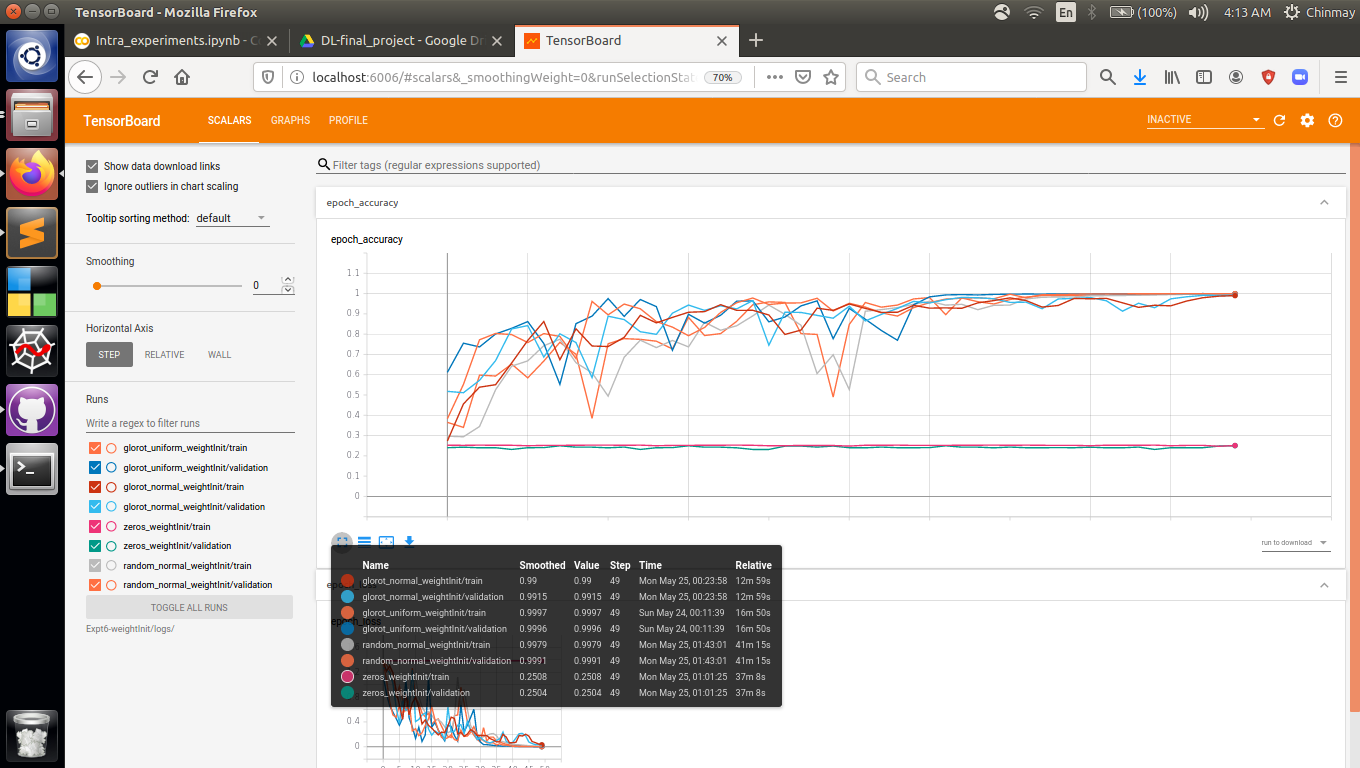 TensorBoard - Mozilla Firefox
En
(100%)
4:13 AM
Chinmay
Intra_experiments.ipynb - C
DL-final_project - Google Dr
TensorBoard
localhost:6006/#scalars&_smoothingWeight=0&runSelectionStat
70%
Search
TensorBoard
SCALARS
GRAPHS
PROFILE
INACTIVE
Show data download links
Ignore outliers in chart scaling
Tooltip sorting method: default
Smoothing
0
Horizontal Axis
STEP
RELATIVE
WALL
Runs
Write a regex to filter runs
glorot_uniform_weightInit/train
glorot_uniform_weightInit/validation
glorot_normal_weightInit/train
glorot_normal_weightInit/validation
zeros_weightInit/train
zeros_weightInit/validation
random_normal_weightInit/train
random_normal_weightInit/validation
TOGGLE ALL RUNS
Expt6-weightInit/logs/
Filter tags (regular expressions supported)
epoch_accuracy
epoch_accuracy
1.1
1
0.9
0.8
0.7
0.6
0.5
0.4
0.3
0.2
0.1
0
run to download
Name Smoothed Value Step Time Relative
glorot_normal_weightInit/train 0.99 0.99 49 Mon May 25, 00:23:58 12m 59s
glorot_normal_weightInit/validation 0.9915 0.9915 49 Mon May 25, 00:23:58 12m 59s
glorot_uniform_weightInit/train 0.9997 0.9997 49 Sun May 24, 00:11:39 16m 50s
glorot_uniform_weightInit/validation 0.9996 0.9996 49 Sun May 24, 00:11:39 16m 50s
random_normal_weightInit/train 0.9979 0.9979 49 Mon May 25, 01:43:01 41m 15s
random_normal_weightInit/validation 0.9991 0.9991 49 Mon May 25, 01:43:01 41m 15s
zeros_weightInit/train 0.2508 0.2508 49 Mon May 25, 01:01:25 37m 8s
zeros_weightInit/validation 0.2504 0.2504 49 Mon May 25, 01:01:25 37m 8s
epoch_loss
0.4
0